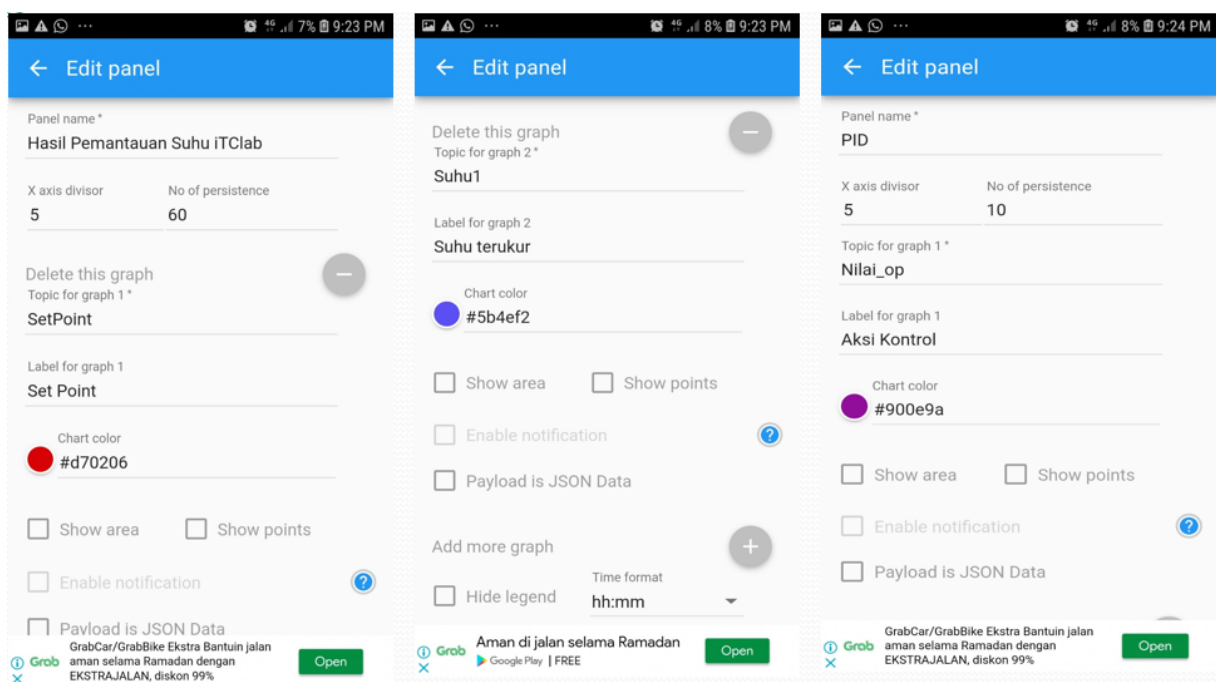 4G 7% 9:23 PM
Edit panel
Panel name *
Hasil Pemantauan Suhu iTClab
X axis divisor No of persistence
5 60
Delete this graph
Topic for graph 1 *
SetPoint
Label for graph 1
Set Point
Chart color
#d70206
Show area Show points
Enable notification
?
Payload is JSON Data
Grab
GrabCar/GrabBike Ekstra Bantuin jalan
aman selama Ramadan dengan
EKSTRAJALAN, diskon 99%
Open
4G 8% 9:23 PM
Edit panel
Delete this graph
Topic for graph 2 *
Suhu1
Label for graph 2
Suhu terukur
Chart color
#5b4ef2
Show area Show points
Enable notification
?
Payload is JSON Data
Add more graph
Hide legend
Time format
hh:mm
Grab
Aman di jalan selama Ramadan
Google Play | FREE
Open
4G 8% 9:24 PM
Edit panel
Panel name *
PID
X axis divisor No of persistence
5 10
Topic for graph 1 *
Nilai_op
Label for graph 1
Aksi Kontrol
Chart color
#900e9a
Show area Show points
Enable notification
?
Payload is JSON Data
Grab
GrabCar/GrabBike Ekstra Bantuin jalan
aman selama Ramadan dengan
EKSTRAJALAN, diskon 99%
Open